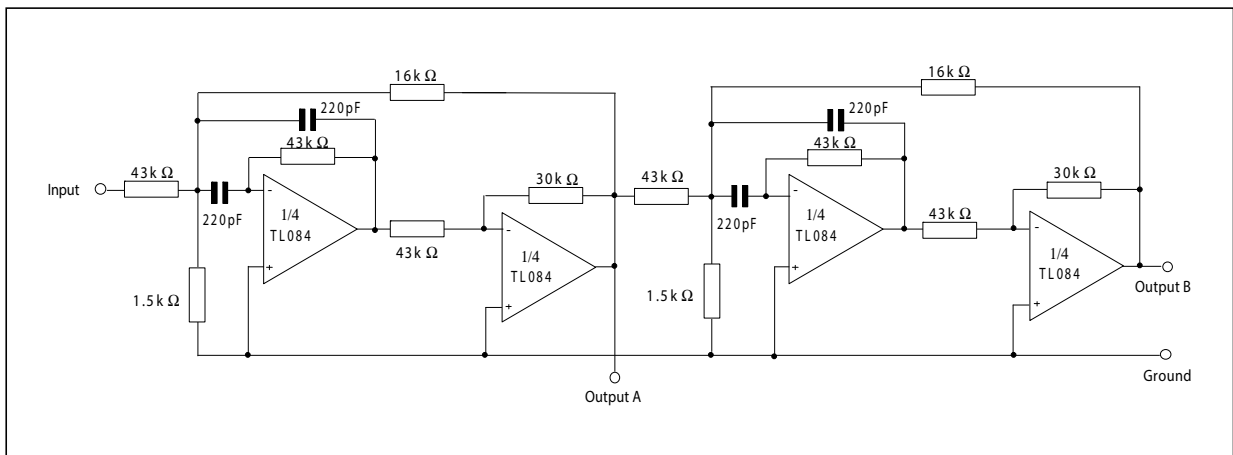 16k Ω
220pF
43k Ω
43k Ω
Input
220pF
-
1/4
TL084
+
1.5k Ω
43k Ω
30k Ω
-
1/4
TL084
+
Output A
43k Ω
16k Ω
220pF
43k Ω
220pF
-
1/4
TL084
+
1.5k Ω
43k Ω
30k Ω
-
1/4
TL084
+
Output B
Ground